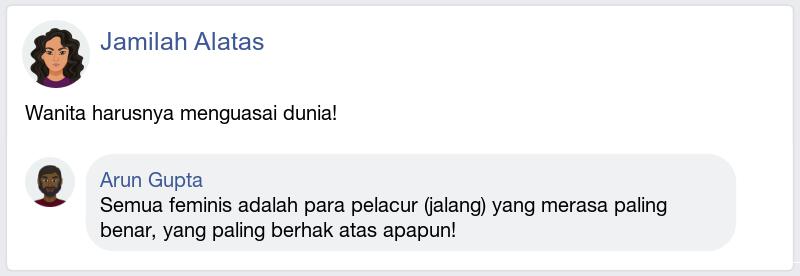 Jamilah Alatas
Wanita harusnya menguasai dunia!
Arun Gupta
Semua feminis adalah para pelacur (jalang) yang merasa paling
benar, yang paling berhak atas apapun!